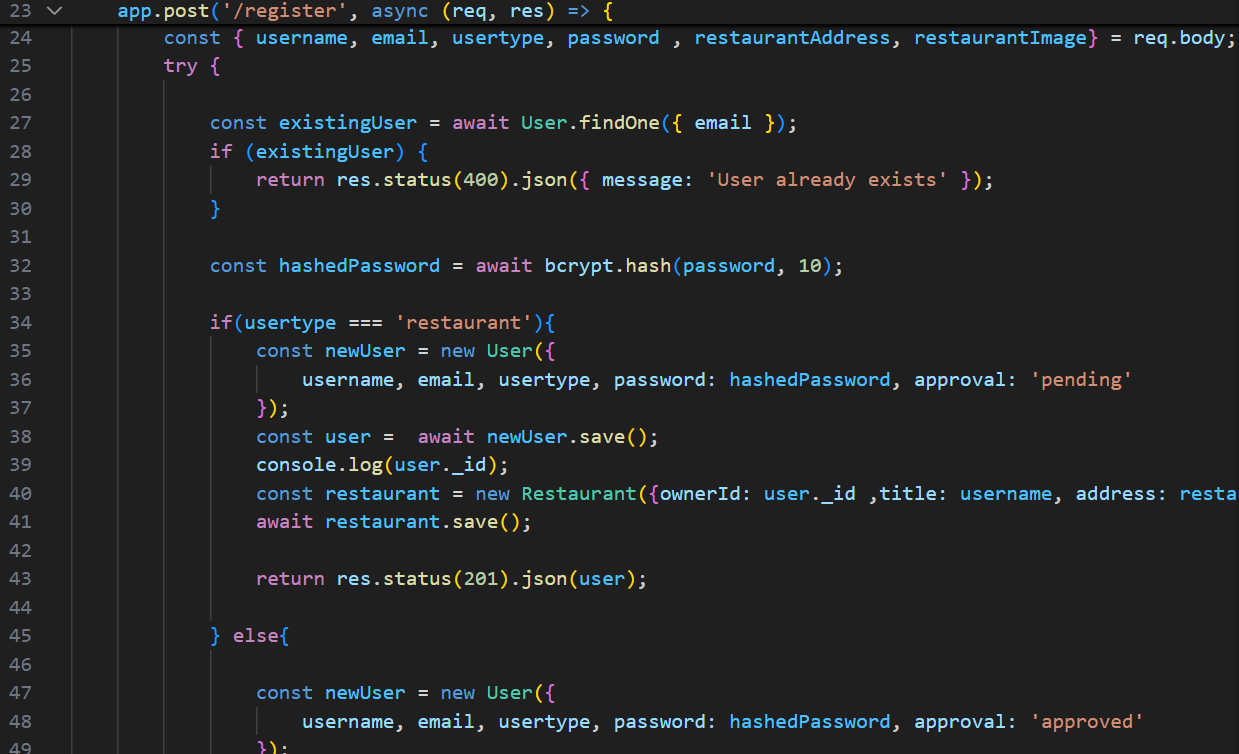 23 app.post('/register', async (req, res) => {
24 const { username, email, usertype, password , restaurantAddress, restaurantImage} = req.body;
25 try {
26
27 const existingUser = await User.findOne({ email });
28 if (existingUser) {
29 return res.status(400).json({ message: 'User already exists' });
30 }
31
32 const hashedPassword = await bcrypt.hash(password, 10);
33
34 if(usertype === 'restaurant'){
35 const newUser = new User({
36 username, email, usertype, password: hashedPassword, approval: 'pending'
37 });
38 const user =  await newUser.save();
39 console.log(user._id);
40 const restaurant = new Restaurant({ownerId: user._id ,title: username, address: resta
41 await restaurant.save();
42
43 return res.status(201).json(user);
44
45 } else{
46
47 const newUser = new User({
48 username, email, usertype, password: hashedPassword, approval: 'approved'
49 });